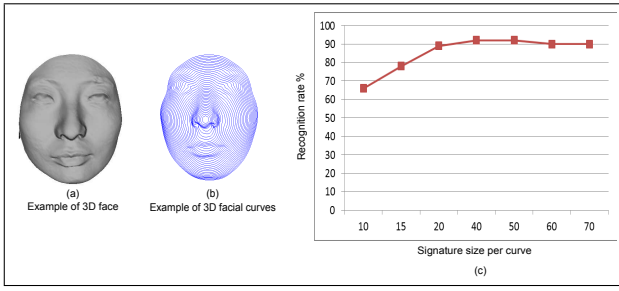 (a)
Example of 3D face
(b)
Example of 3D facial curves
Recognition rate %
100
90
80
70
60
50
40
30
20
10
0
10 15 20 40 50 60 70
Signature size per curve
(c)